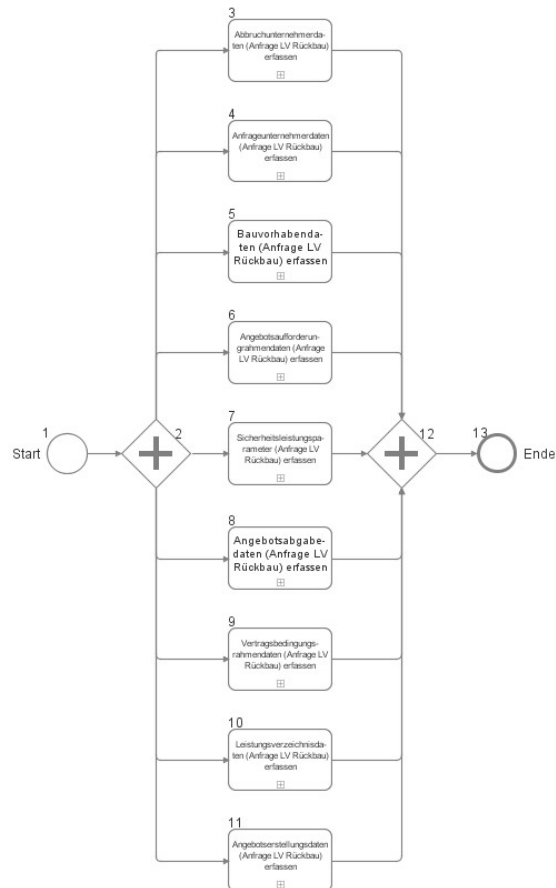 3
Abbruchunternehmerda-
ten (Anfrage LV Rückbau)
erfassen
4
Anfrageunternehmerdaten
(Anfrage LV Rückbau)
erfassen
5
Bauvorhabenda-
ten (Anfrage LV
Rückbau) erfassen
6
Angebotsaufforderun-
grahmendaten (Anfrage
LV Rückbau) erfassen
1
Start
2
7
Sicherheitsleistungspa-
rameter (Anfrage LV
Rückbau) erfassen
12
13
Ende
8
Angebotsabgabe-
daten (Anfrage LV
Rückbau) erfassen
9
Vertragsbedingungs-
rahmendaten (Anfrage LV
Rückbau) erfassen
10
Leistungsverzeichnisda-
ten (Anfrage LV Rückbau)
erfassen
11
Angebotserstellungsdaten
(Anfrage LV Rückbau)
erfassen